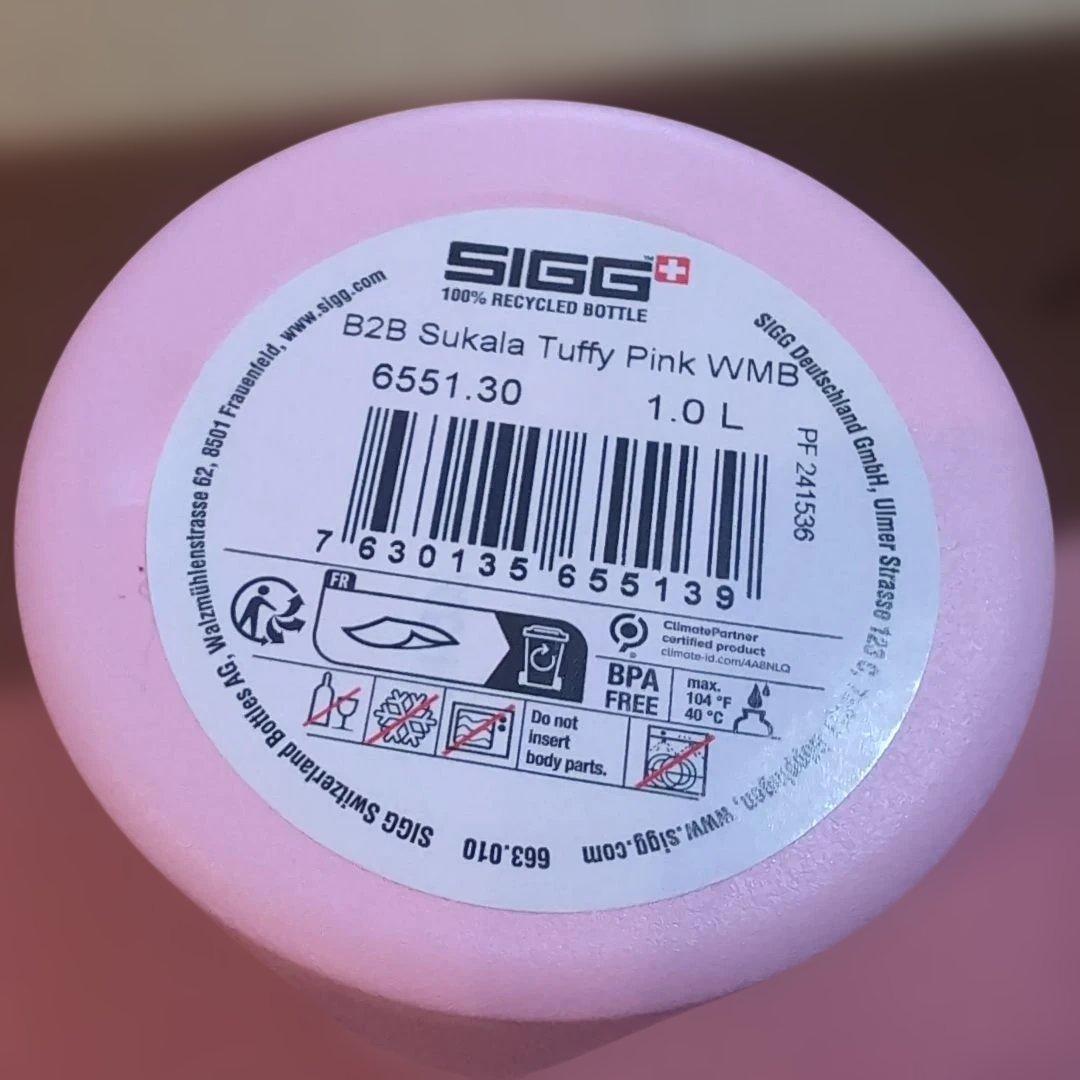 SIGG™
100% RECYCLED BOTTLE
B2B Sukala Tuffy Pink WMB
6551.30 1.0 L
7 630135 655139
PF 241536
FR
ClimatePartner
certified product
climate-id.com/4A8NLQ
BPA
FREE
max.
104 °F
40 °C
Do not
insert
body parts.
SIGG Switzerland Bottles AG, Walzmühlenstrasse 62, 8501 Frauenfeld, www.sigg.com
SIGG Deutschland GmbH, Ulmer Strasse 123 www.sigg.com
663.010